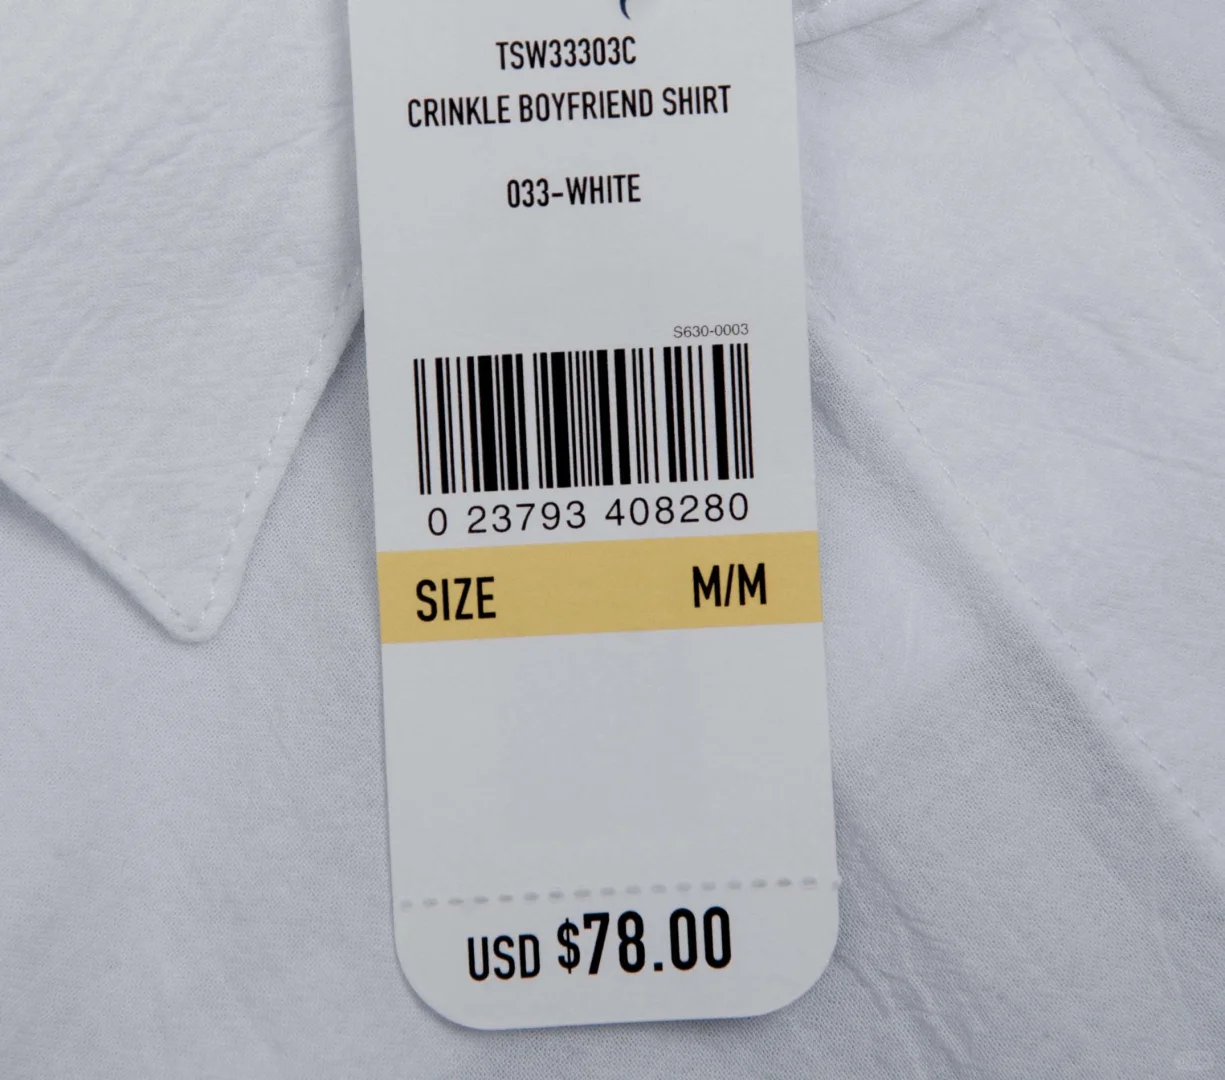 TSW33303C
CRINKLE BOYFRIEND SHIRT
033-WHITE
S630-0003
0 23793 408280
SIZE M/M
USD $78.00